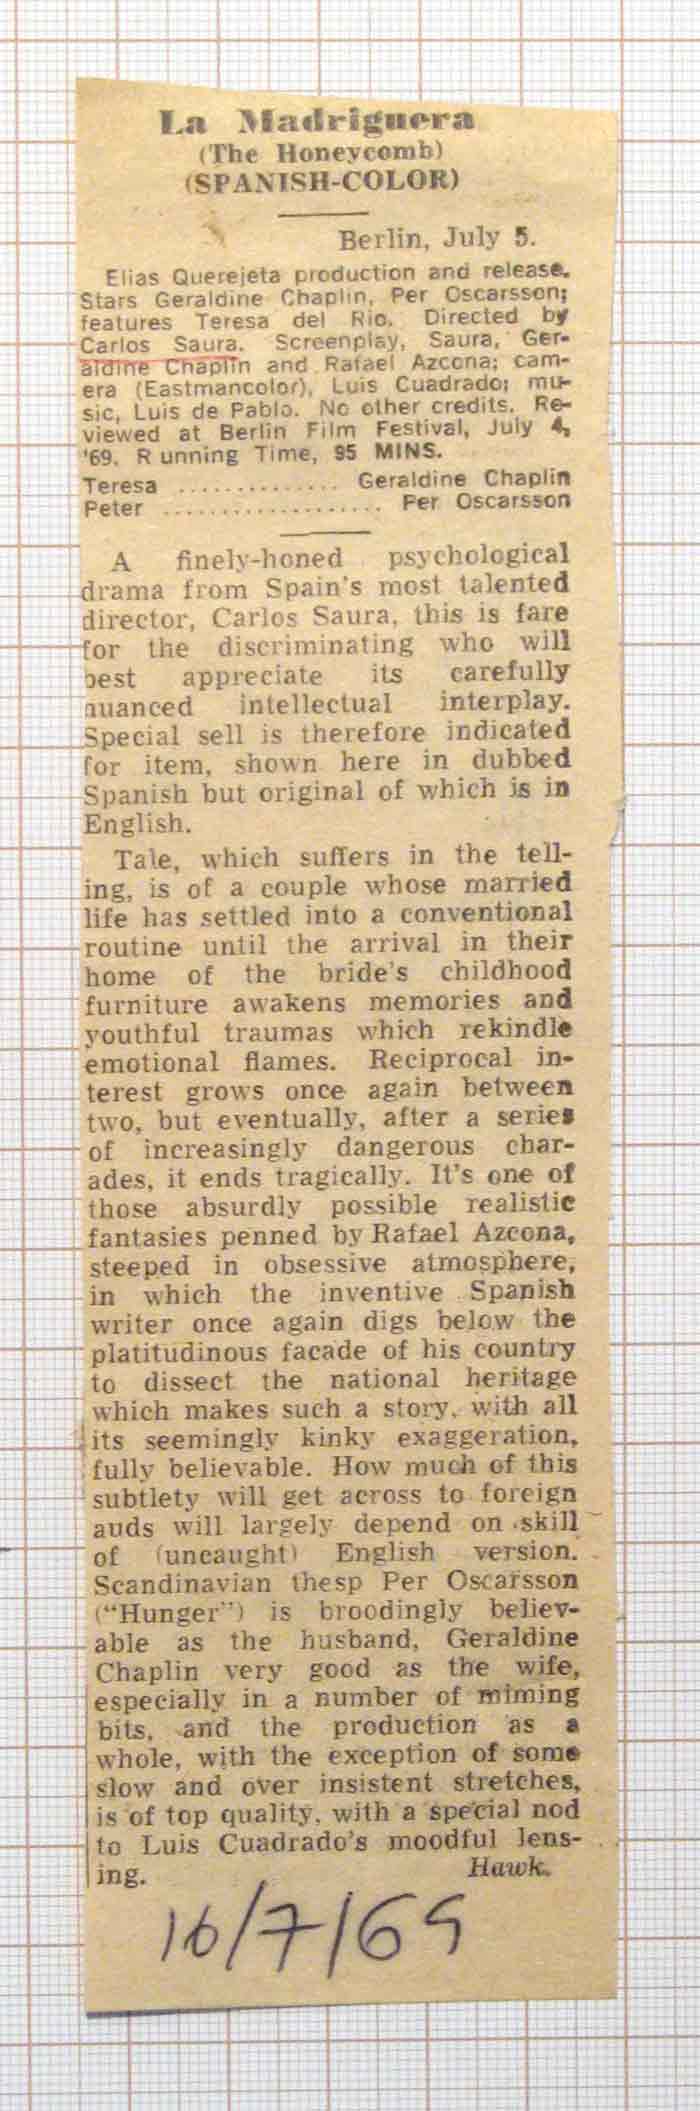 La Madriguera
(The Honeycomb)
(SPANISH-COLOR)
Berlin, July 5.
Elias Querejeta production and release.
Stars Geraldine Chaplin, Per Oscarsson;
features Teresa del Rio. Directed by
Carlos Saura. Screenplay, Saura, Ger-
aldine Chaplin and Rafael Azcona; cam-
era (Eastmancolor), Luis Cuadrado; mu-
sic, Luis de Pablo. No other credits. Re-
viewed at Berlin Film Festival, July 4,
'69. R unning Time, 95 MINS.
Teresa .............. Geraldine Chaplin
Peter ................... Per Oscarsson
A finely-honed psychological
drama from Spain's most talented
director, Carlos Saura, this is fare
for the discriminating who will
best appreciate its carefully
nuanced intellectual interplay.
Special sell is therefore indicated
for item, shown here in dubbed
Spanish but original of which is in
English.
Tale, which suffers in the tell-
ing, is of a couple whose married
life has settled into a conventional
routine until the arrival in their
home of the bride's childhood
furniture awakens memories and
youthful traumas which rekindle
emotional flames. Reciprocal in-
terest grows once again between
two, but eventually, after a series
of increasingly dangerous char-
ades, it ends tragically. It's one of
those absurdly possible realistic
fantasies penned by Rafael Azcona,
steeped in obsessive atmosphere,
in which the inventive Spanish
writer once again digs below the
platitudinous facade of his country
to dissect the national heritage
which makes such a story, with all
its seemingly kinky exaggeration,
fully believable. How much of this
subtlety will get across to foreign
auds will largely depend on skill
of (uncaught) English version.
Scandinavian thesp Per Oscarsson
("Hunger") is broodingly believ-
able as the husband, Geraldine
Chaplin very good as the wife,
especially in a number of miming
bits, and the production as a
whole, with the exception of some
slow and over insistent stretches,
is of top quality, with a special nod
to Luis Cuadrado's moodful lens-
ing. Hawk.
16/7/69